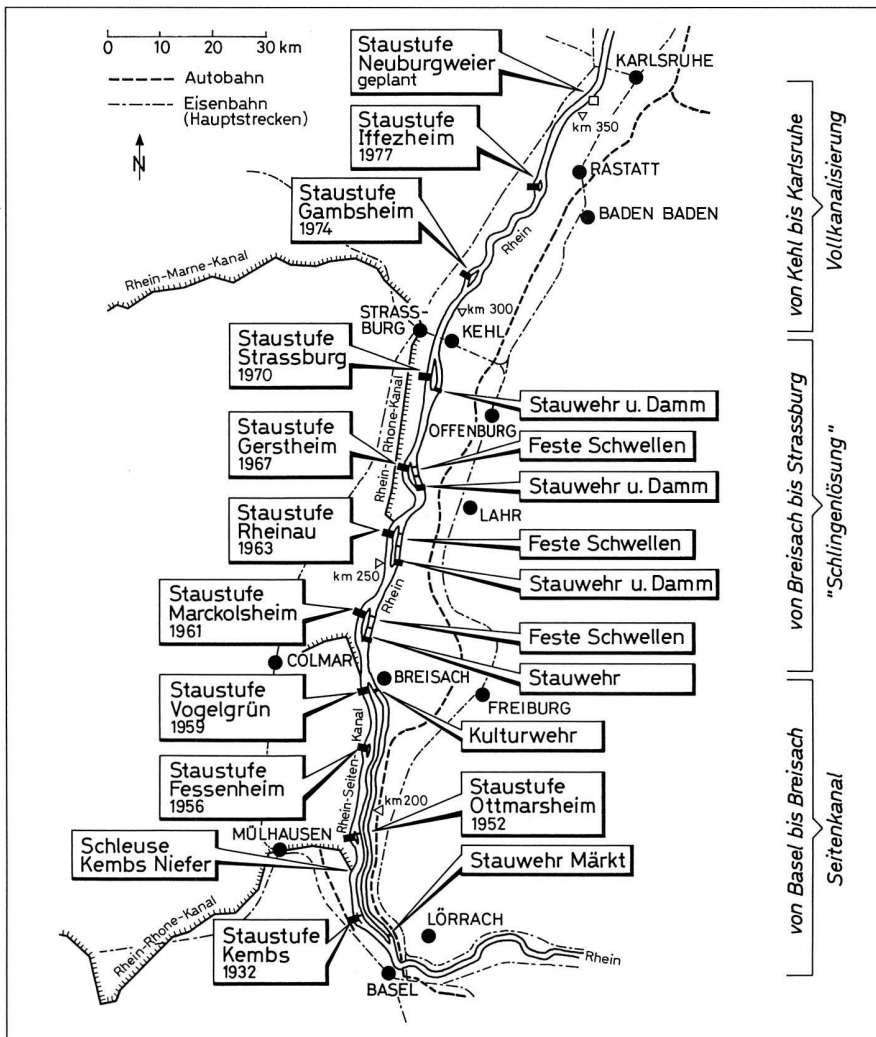 0 10 20 30 km
Autobahn
Eisenbahn
(Hauptstrecken)
N
Staustufe
Neuburgweier
geplant
KARLSRUHE
km 350
Staustufe
Iffezheim
1977
RASTATT
BADEN BADEN
Staustufe
Gambsheim
1974
Rhein
Rhein-Marne-Kanal
km 300
STRASS-
BURG
KEHL
Staustufe
Strassburg
1970
Stauwehr u. Damm
OFFENBURG
Rhein-Rhone-Kanal
Staustufe
Gerstheim
1967
Feste Schwellen
Stauwehr u. Damm
LAHR
Staustufe
Rheinau
1963
Feste Schwellen
km 250
Stauwehr u. Damm
Rhein
Staustufe
Marckolsheim
1961
Feste Schwellen
Stauwehr
COLMAR
BREISACH
FREIBURG
Staustufe
Vogelgrün
1959
Kulturwehr
Rhein-Seiten-Kanal
Staustufe
Fessenheim
1956
km 200
Staustufe
Ottmarsheim
1952
MÜLHAUSEN
Schleuse
Kembs Niefer
Stauwehr Märkt
LÖRRACH
Rhein-Rhone-Kanal
Staustufe
Kembs
1932
BASEL
Rhein
von Kehl bis Karlsruhe
Vollkanalisierung
von Breisach bis Strassburg
"Schlingenlösung"
von Basel bis Breisach
Seitenkanal